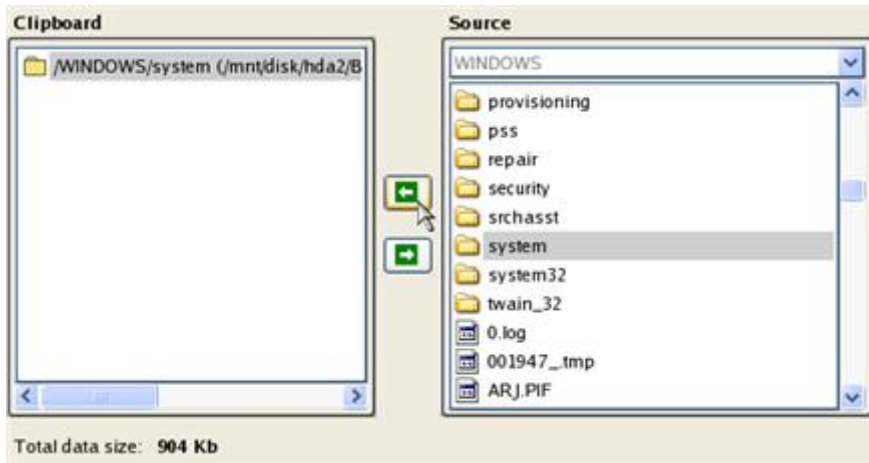 Clipboard
/WINDOWS/system (/mnt/disk/hda2/B
Source
WINDOWS
provisioning
pss
repair
security
srchasst
system
system32
twain_32
0.log
001947_.tmp
ARJ.PIF
Total data size: 904 Kb